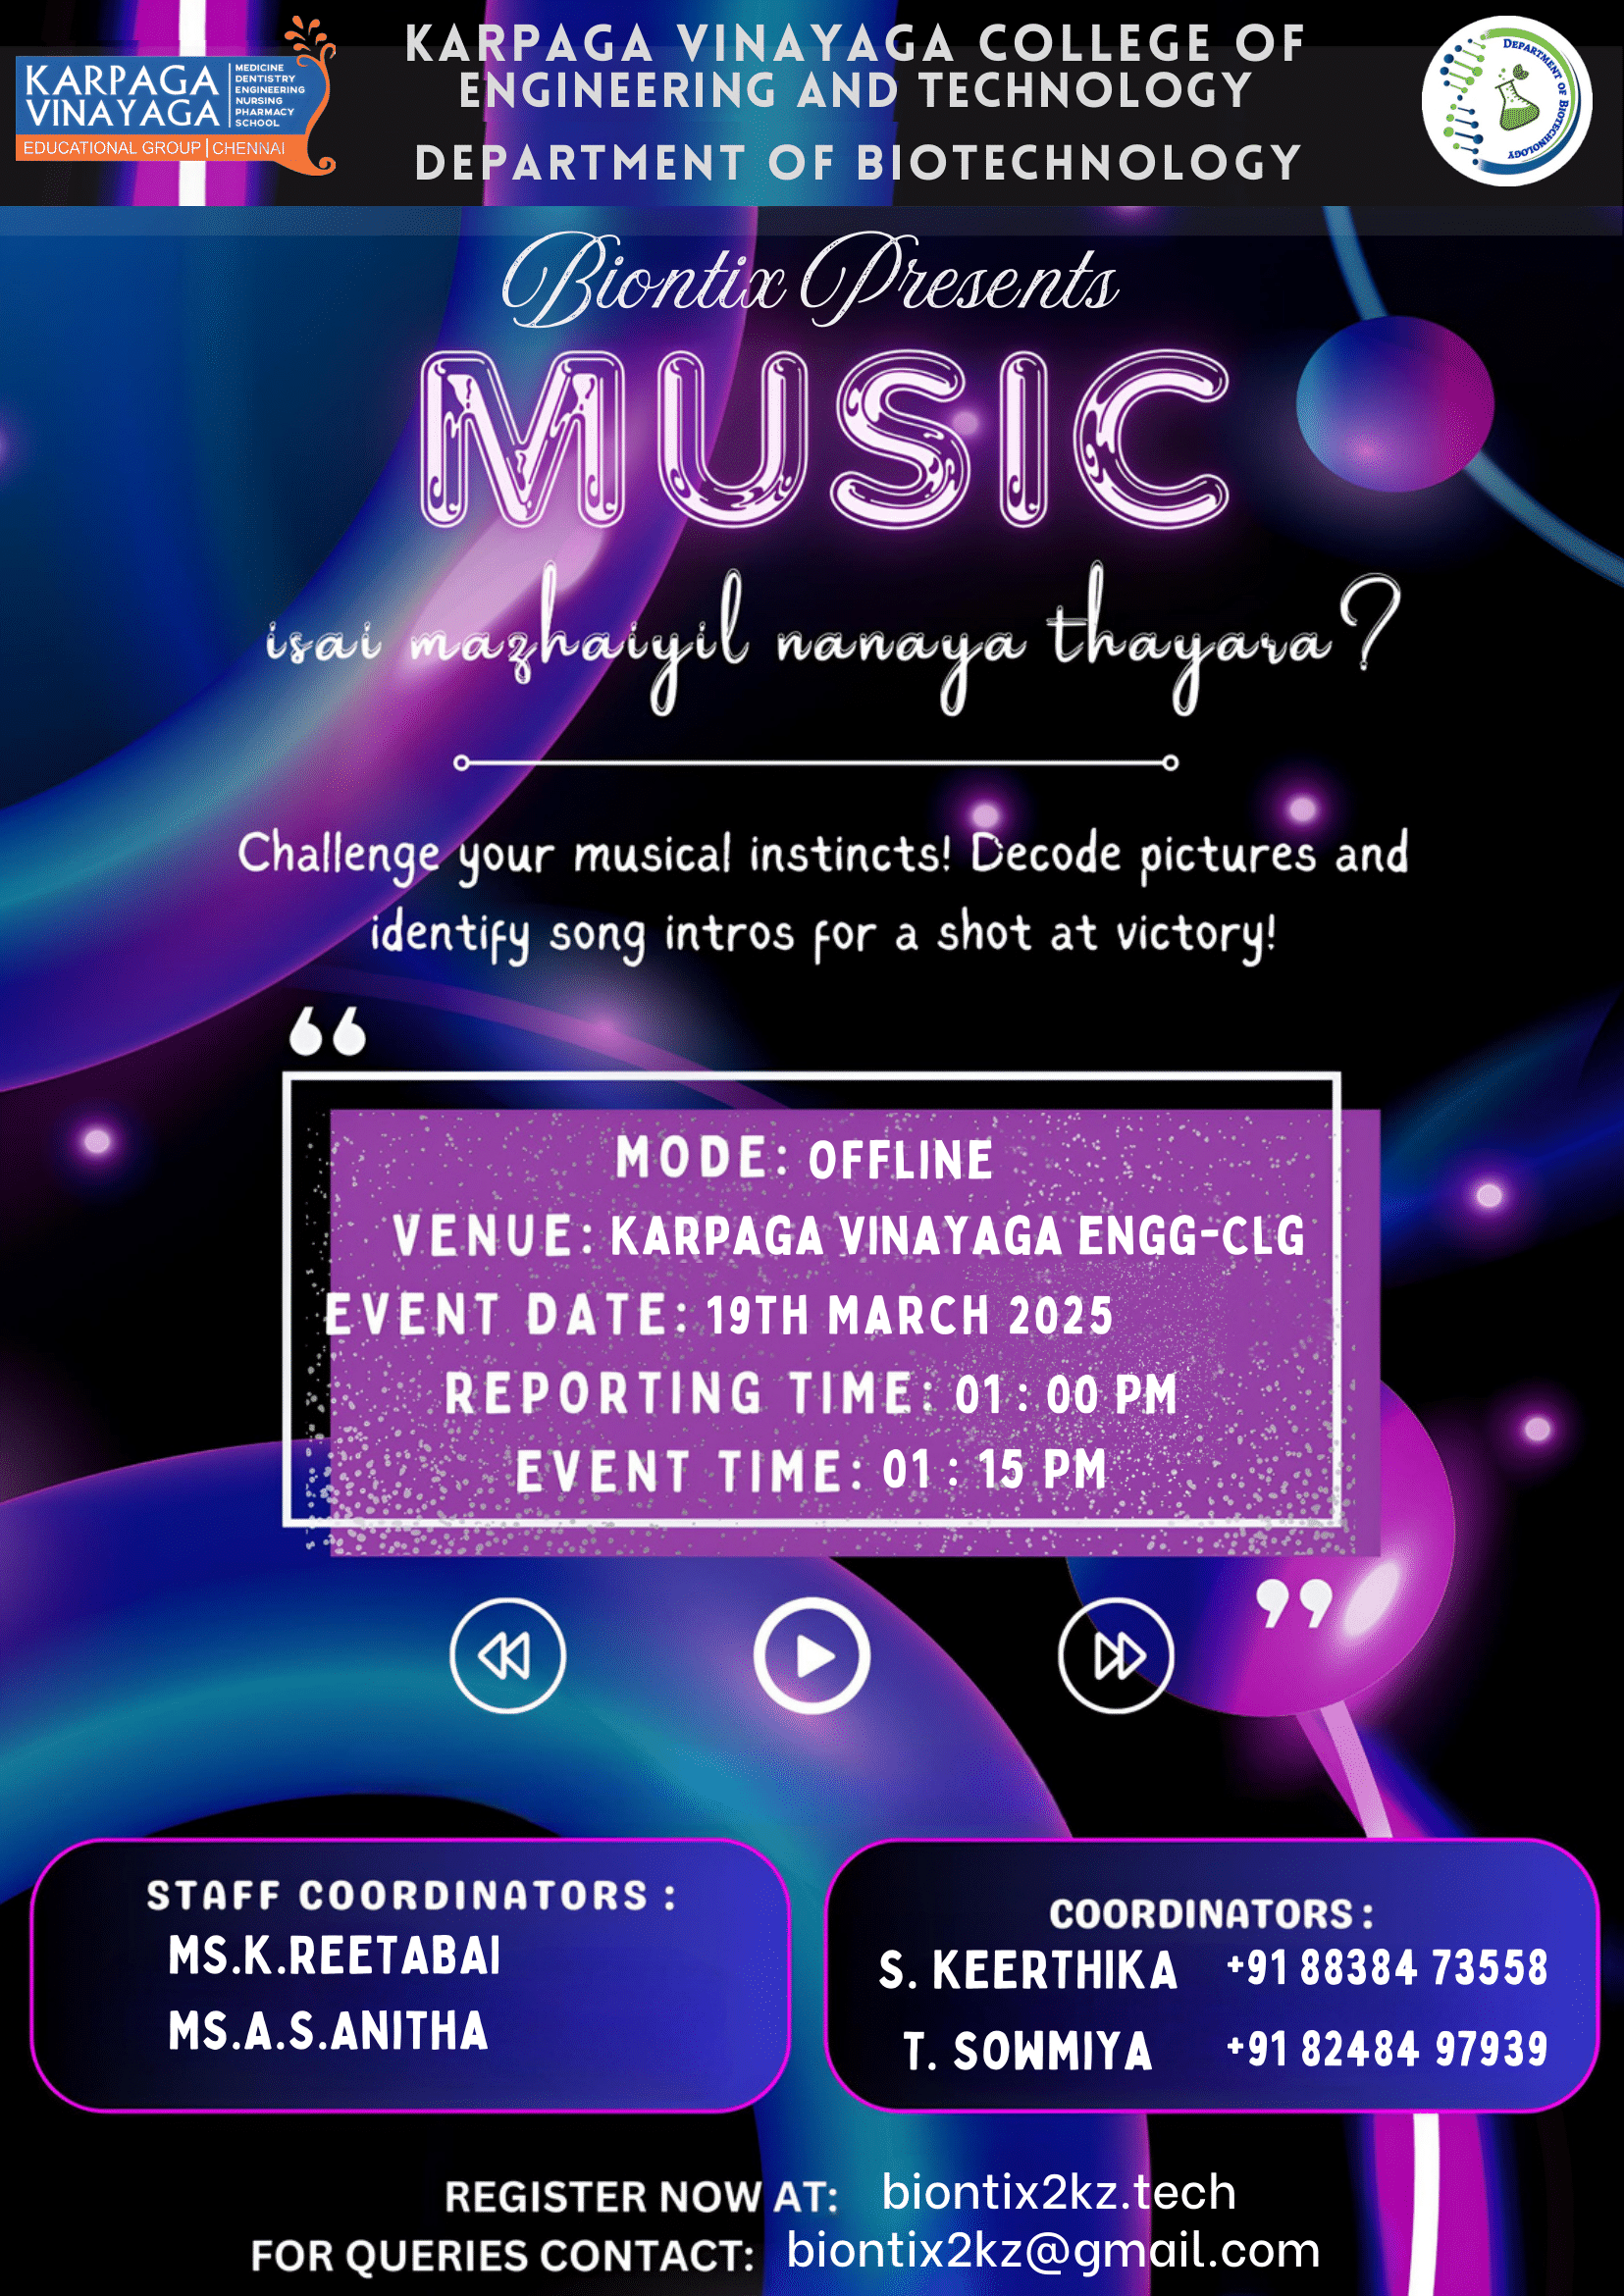 KARPAGA VINAYAGA COLLEGE OF
ENGINEERING AND TECHNOLOGY
DEPARTMENT OF BIOTECHNOLOGY
KARPAGA
VINAYAGA
MEDICINE
DENTISTRY
ENGINEERING
NURSING
PHARMACY
SCHOOL
EDUCATIONAL GROUP | CHENNAI
DEPARTMENT OF BIOTECHNOLOGY
Biontix Presents
MUSIC
isai mazhaiyil nanaya thayara?
Challenge your musical instincts! Decode pictures and
identify song intros for a shot at victory!
“
MODE: OFFLINE
VENUE: KARPAGA VINAYAGA ENGG-CLG
EVENT DATE: 19TH MARCH 2025
REPORTING TIME: 01 : 00 PM
EVENT TIME: 01 : 15 PM
”
STAFF COORDINATORS :
MS.K.REETABAI
MS.A.S.ANITHA
COORDINATORS :
S. KEERTHIKA +91 88384 73558
T. SOWMIYA +91 82484 97939
REGISTER NOW AT: biontix2kz.tech
FOR QUERIES CONTACT: biontix2kz@gmail.com